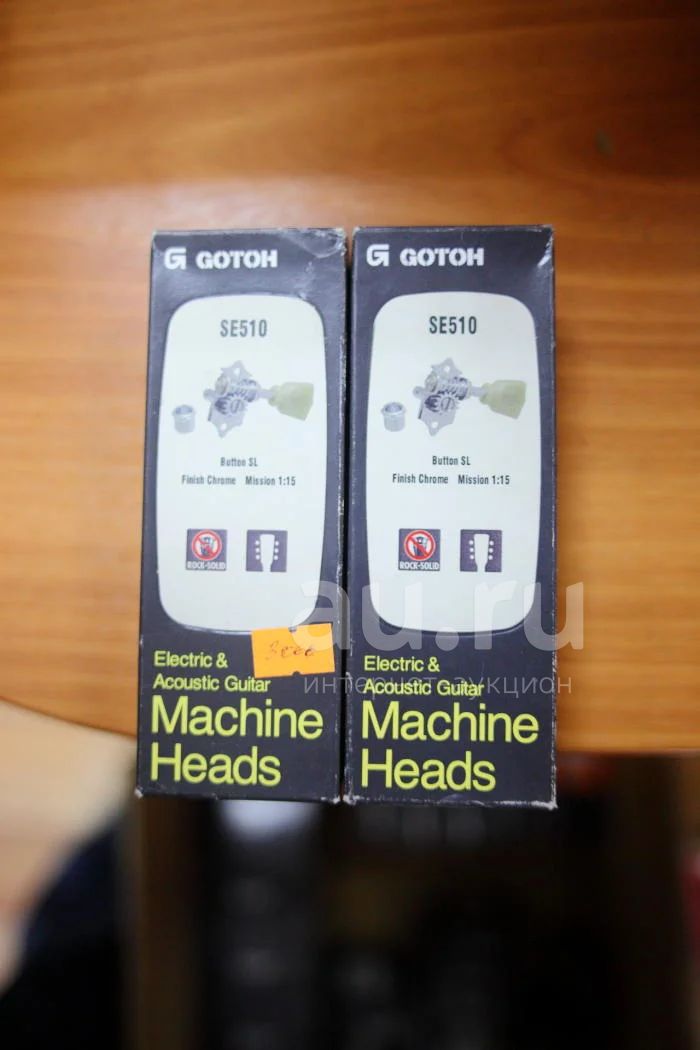 GOTOH
SE510
Button SL
Finish Chrome Mission 1:15
ROCK-SOLID
Electric &
Acoustic Guitar
Machine
Heads
GOTOH
SE510
Button SL
Finish Chrome Mission 1:15
ROCK-SOLID
Electric &
Acoustic Guitar
Machine
Heads
au.ru
интернет-аукцион